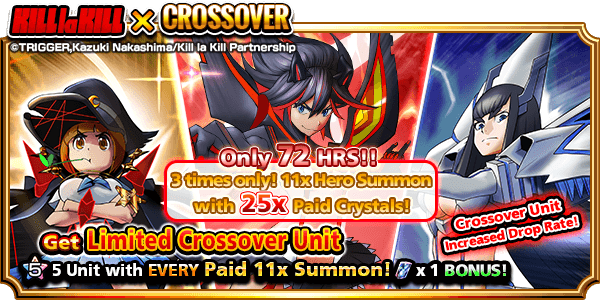 KILL la KILL × CROSSOVER
©TRIGGER,Kazuki Nakashima/Kill la Kill Partnership
Only 72 HRS!!
3 times only! 11x Hero Summon
with 25x Paid Crystals!
Crossover Unit
Increased Drop Rate!
Get Limited Crossover Unit
5 5 Unit with EVERY Paid 11x Summon! x 1 BONUS!